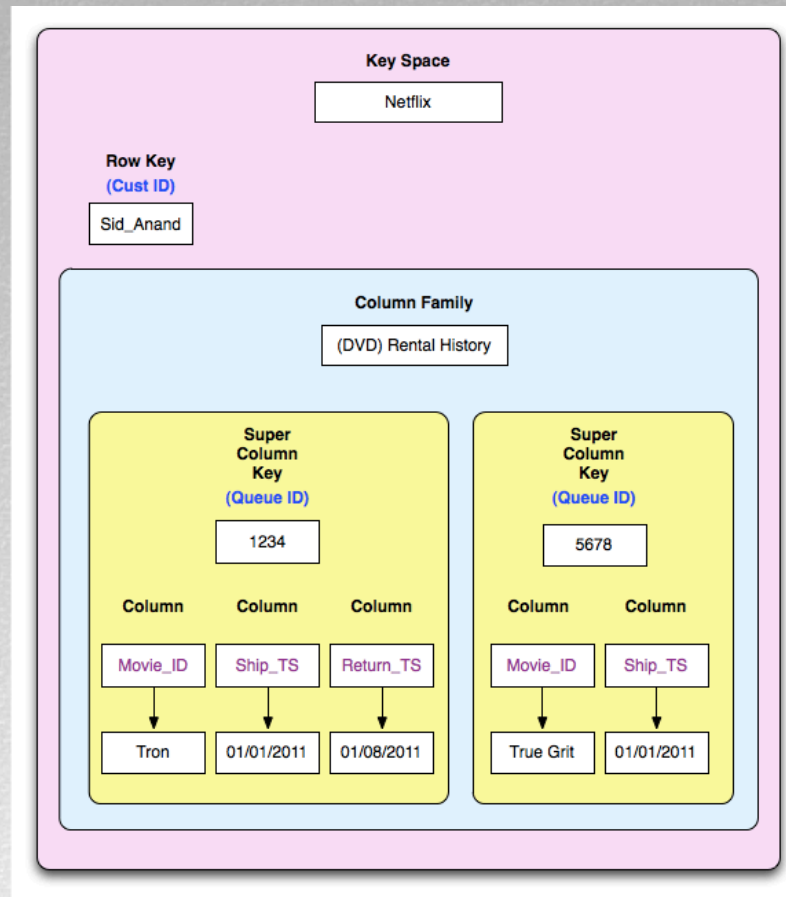 Key Space
Netflix
Row Key
(Cust ID)
Sid_Anand
Column Family
(DVD) Rental History
Super
Column
Key
(Queue ID)
1234
Column Column Column
Movie_ID Ship_TS Return_TS
Tron 01/01/2011 01/08/2011
Super
Column
Key
(Queue ID)
5678
Column Column
Movie_ID Ship_TS
True Grit 01/01/2011